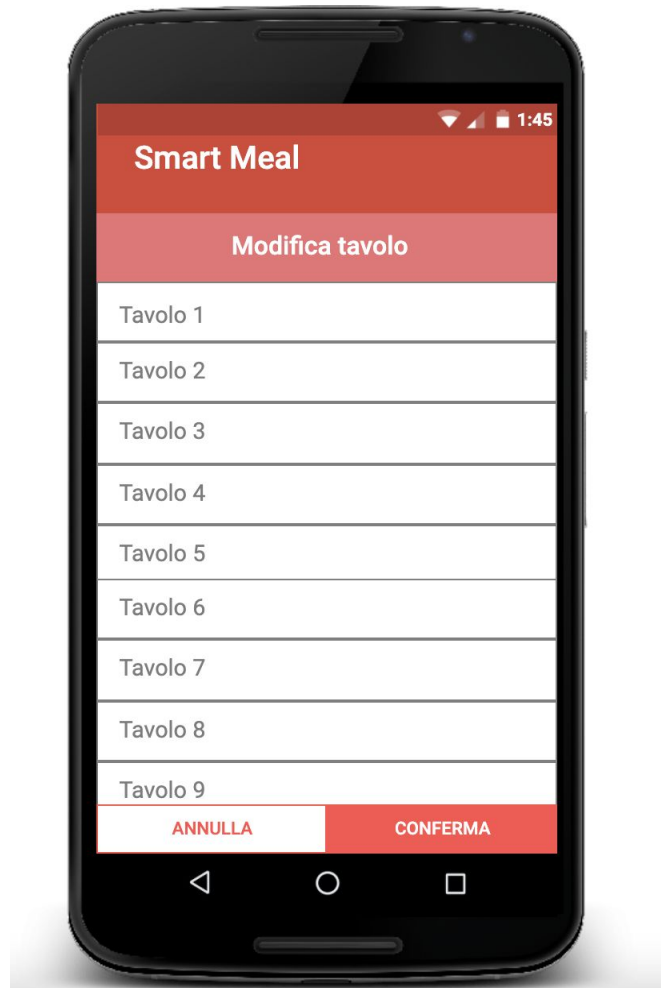 1:45
Smart Meal
Modifica tavolo
Tavolo 1
Tavolo 2
Tavolo 3
Tavolo 4
Tavolo 5
Tavolo 6
Tavolo 7
Tavolo 8
Tavolo 9
ANNULLA CONFERMA